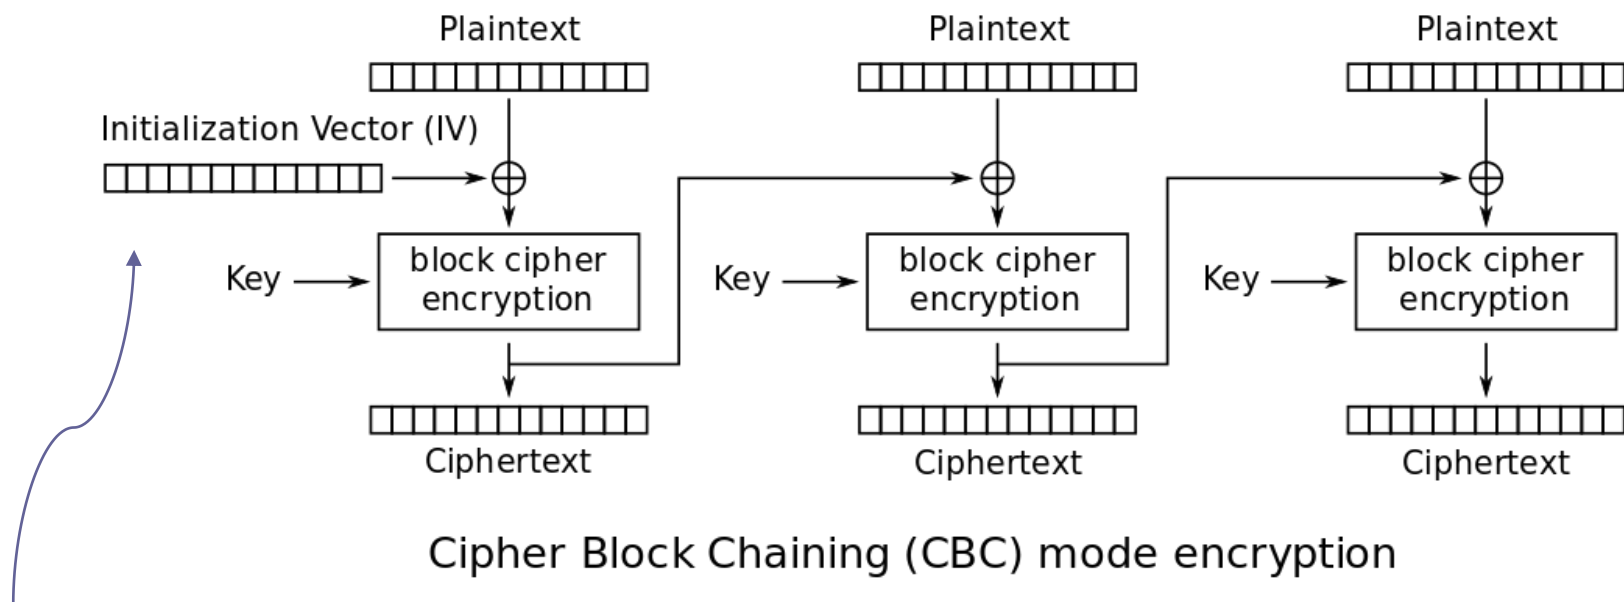 Plaintext
Plaintext
Plaintext
Initialization Vector (IV)
Key
block cipher
encryption
Key
block cipher
encryption
Key
block cipher
encryption
Ciphertext
Ciphertext
Ciphertext
Cipher Block Chaining (CBC) mode encryption